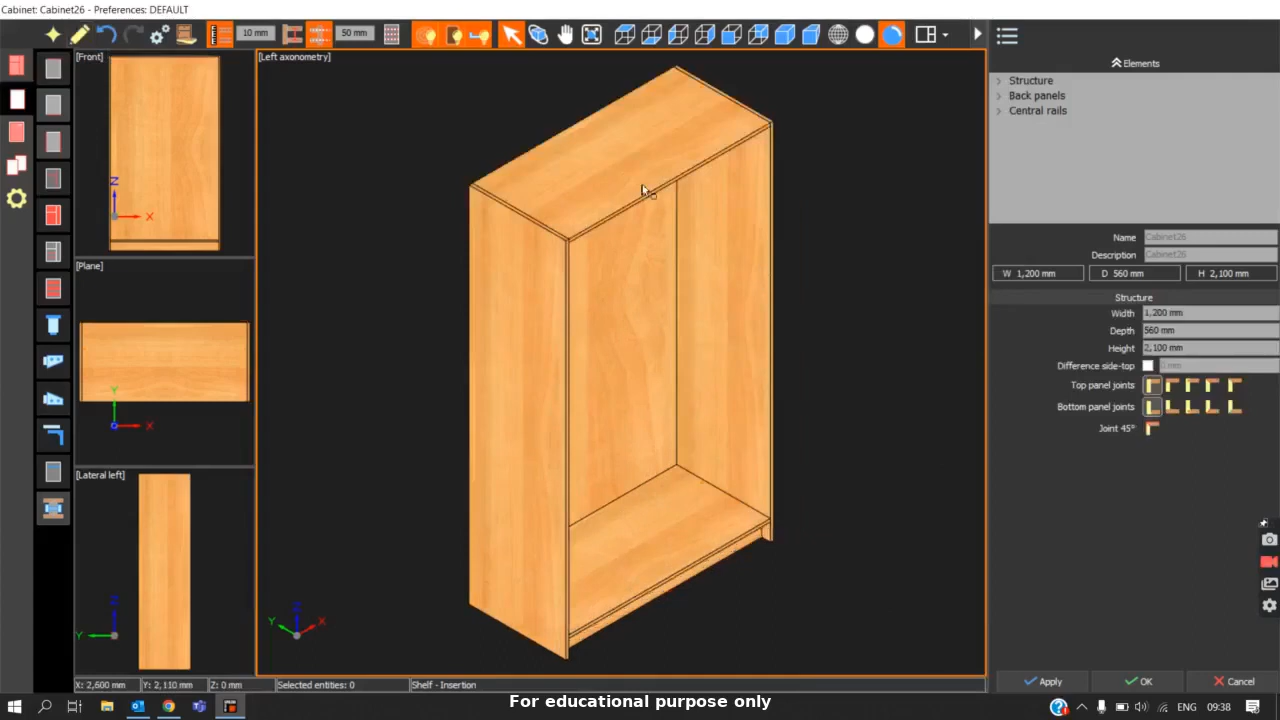 Cabinet: Cabinet26 - Preferences: DEFAULT
10 mm
50 mm
[Front]
[Left axonometry]
Elements
Structure
Back panels
Central rails
Z
X
Name Cabinet26
Description Cabinet26
W 1,200 mm D 560 mm H 2,100 mm
[Plane]
Structure
Width 1,200 mm
Depth 560 mm
Height 2,100 mm
Difference side-top 0 mm
Top panel joints
Bottom panel joints
Joint 45°
Y
X
[Lateral left]
Z
Y
Z
Y
X
X: 2,600 mm Y: 2,110 mm Z: 0 mm Selected entities: 0 Shelf - Insertion
Apply OK Cancel
ENG 09:38
For educational purpose only